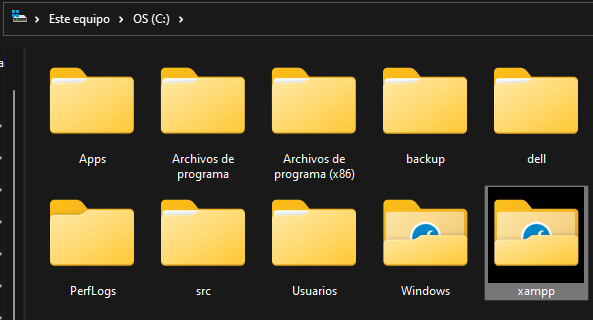 Este equipo > OS (C:) >
a
Apps
Archivos de
programa
Archivos de
programa (x86)
backup
dell
PerfLogs
src
Usuarios
Windows
xampp